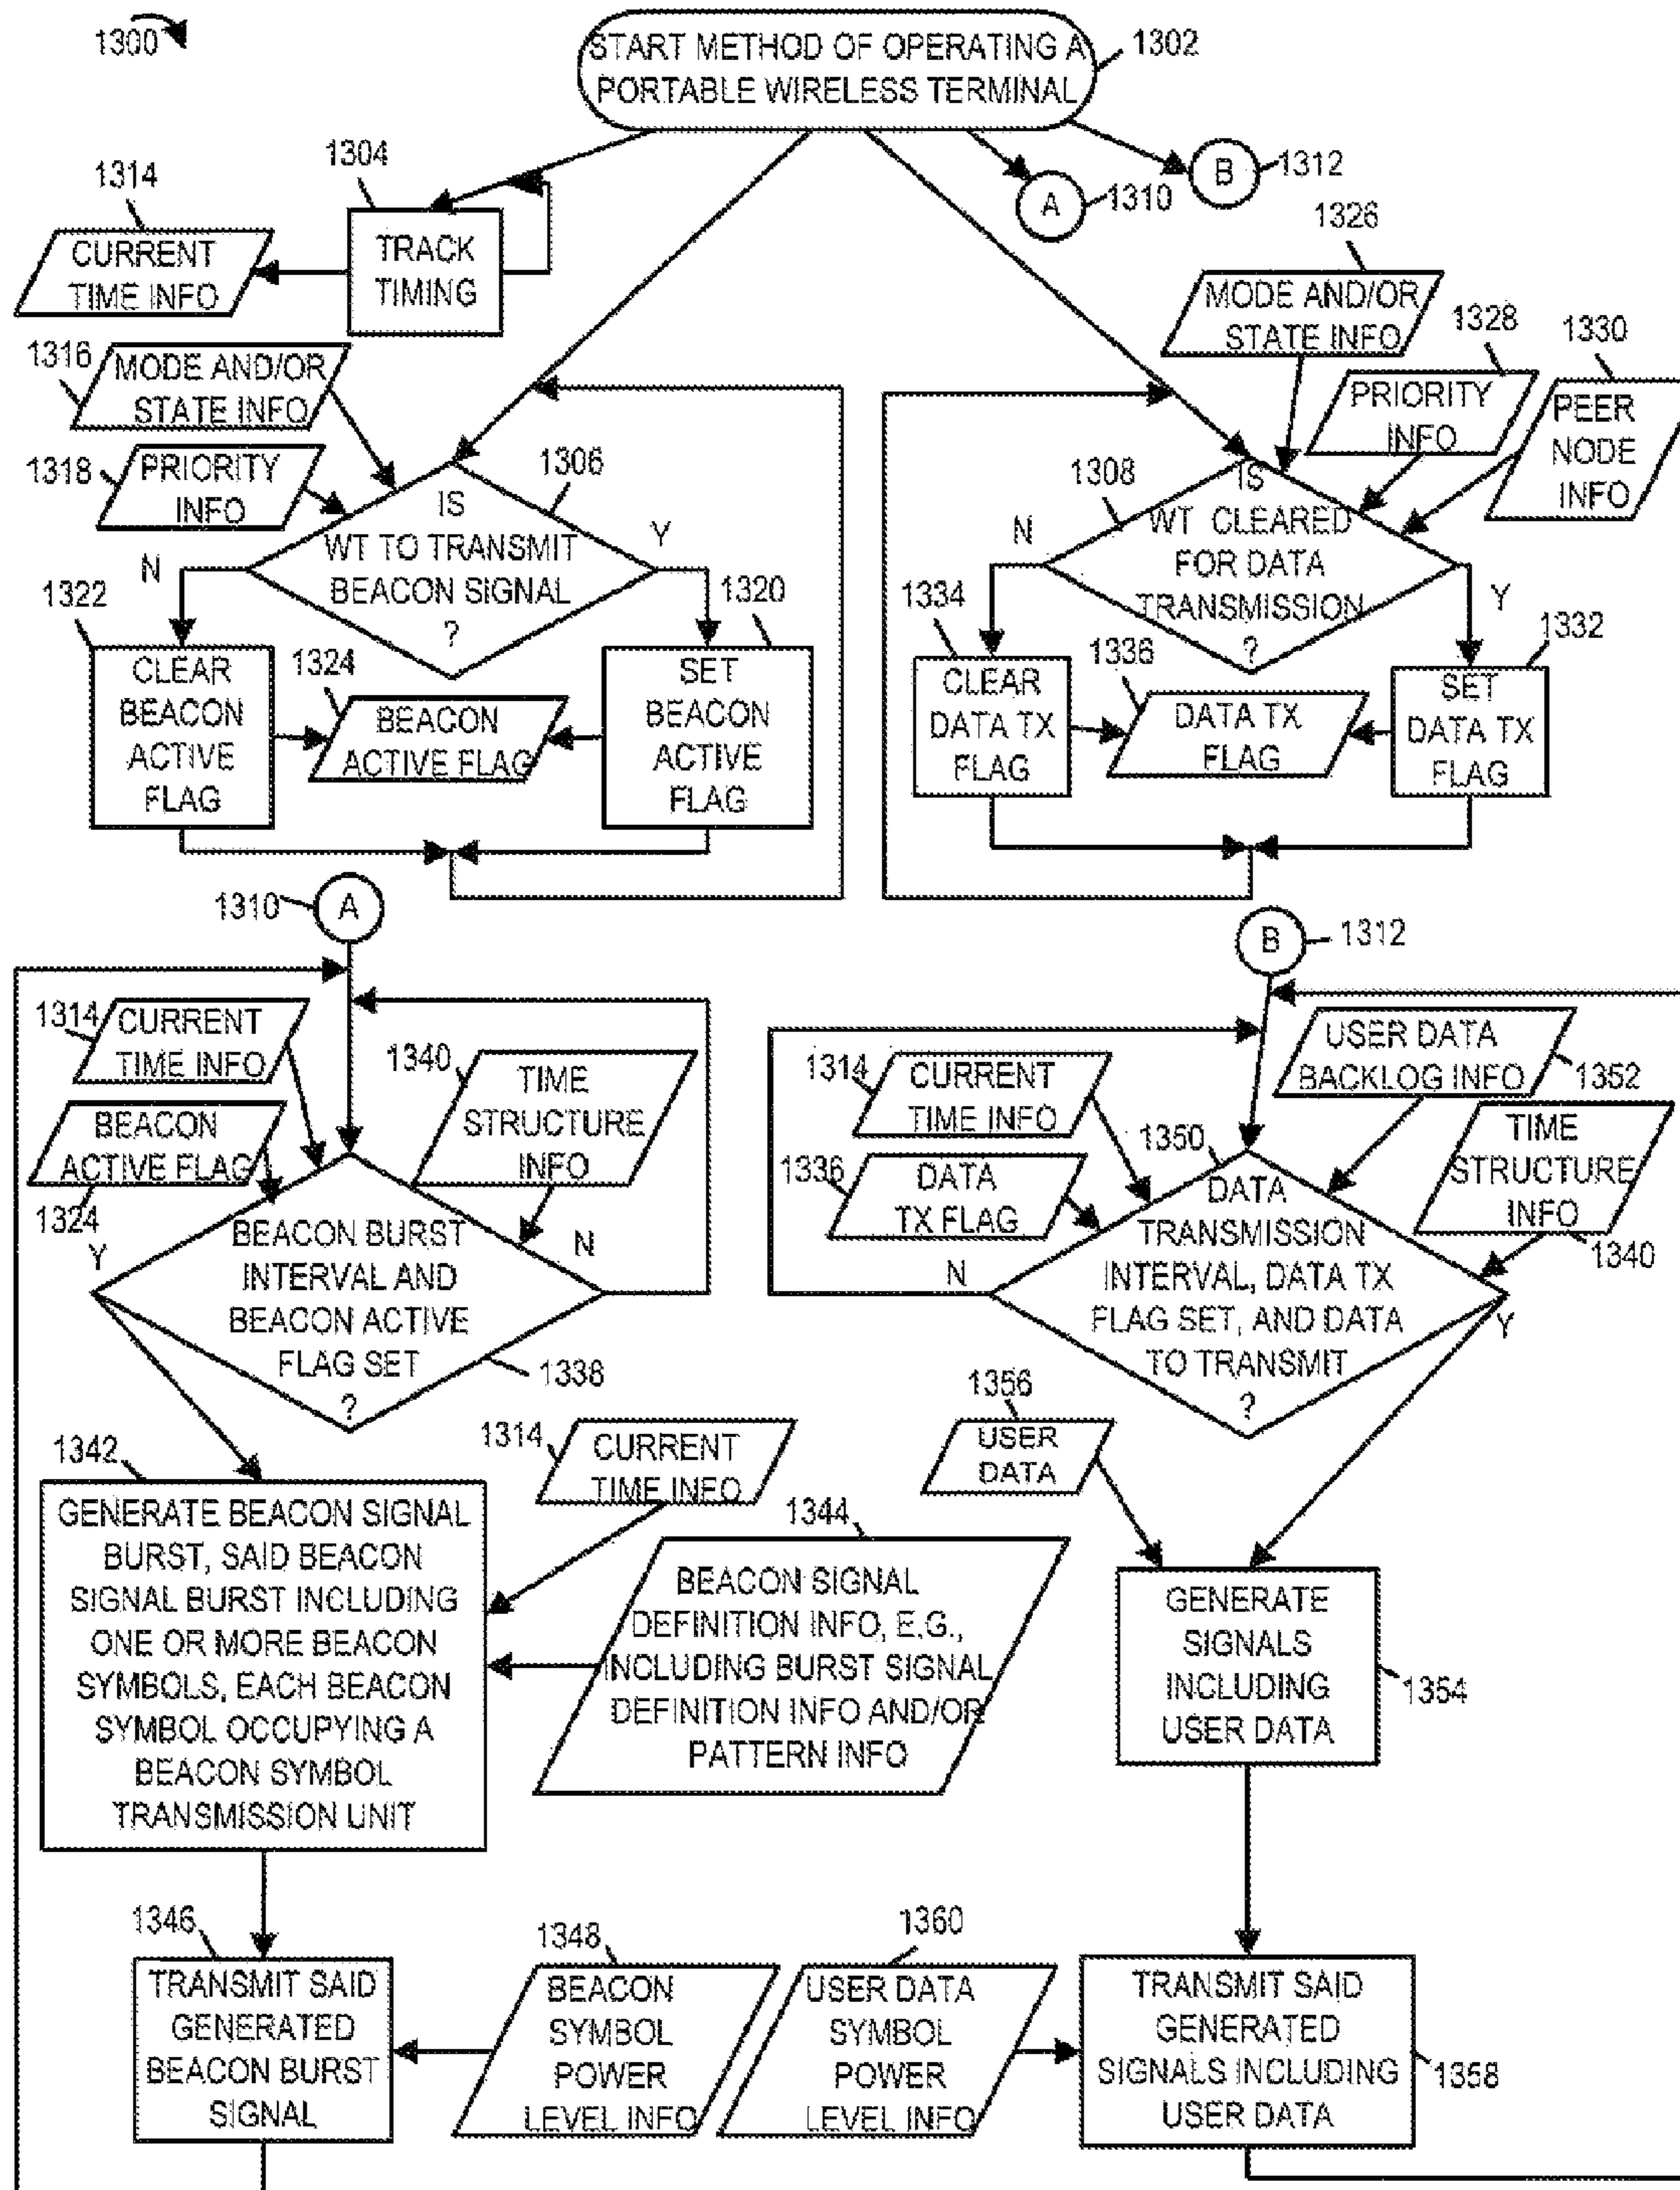 1300
START METHOD OF OPERATING A
PORTABLE WIRELESS TERMINAL
1302
1304
1314
CURRENT
TIME INFO
TRACK
TIMING
A
1310
B
1312
1326
MODE AND/OR
STATE INFO
1328
PRIORITY
INFO
1330
PEER
NODE
INFO
1316
MODE AND/OR
STATE INFO
1318
PRIORITY
INFO
1306
IS
WT TO TRANSMIT
BEACON SIGNAL
?
N
Y
1308
IS
WT CLEARED
FOR DATA
TRANSMISSION
?
N
Y
1322
CLEAR
BEACON
ACTIVE
FLAG
1324
BEACON
ACTIVE FLAG
1320
SET
BEACON
ACTIVE
FLAG
1334
CLEAR
DATA TX
FLAG
1336
DATA TX
FLAG
1332
SET
DATA TX
FLAG
1310
A
B
1312
1314
CURRENT
TIME INFO
BEACON
ACTIVE FLAG
1324
1340
TIME
STRUCTURE
INFO
Y
BEACON BURST
INTERVAL AND
BEACON ACTIVE
FLAG SET
?
N
1338
1314
CURRENT
TIME INFO
1336
DATA
TX FLAG
USER DATA
BACKLOG INFO
1352
TIME
STRUCTURE
INFO
1340
1350
DATA
TRANSMISSION
INTERVAL, DATA TX
FLAG SET, AND DATA
TO TRANSMIT
?
N
Y
1342
GENERATE BEACON SIGNAL
BURST, SAID BEACON
SIGNAL BURST INCLUDING
ONE OR MORE BEACON
SYMBOLS, EACH BEACON
SYMBOL OCCUPYING A
BEACON SYMBOL
TRANSMISSION UNIT
1314
CURRENT
TIME INFO
1344
BEACON SIGNAL
DEFINITION INFO, E.G.,
INCLUDING BURST SIGNAL
DEFINITION INFO AND/OR
PATTERN INFO
1356
USER
DATA
GENERATE
SIGNALS
INCLUDING
USER DATA
1354
1346
TRANSMIT SAID
GENERATED
BEACON BURST
SIGNAL
1348
BEACON
SYMBOL
POWER
LEVEL INFO
1360
USER DATA
SYMBOL
POWER
LEVEL INFO
TRANSMIT SAID
GENERATED
SIGNALS INCLUDING
USER DATA
1358